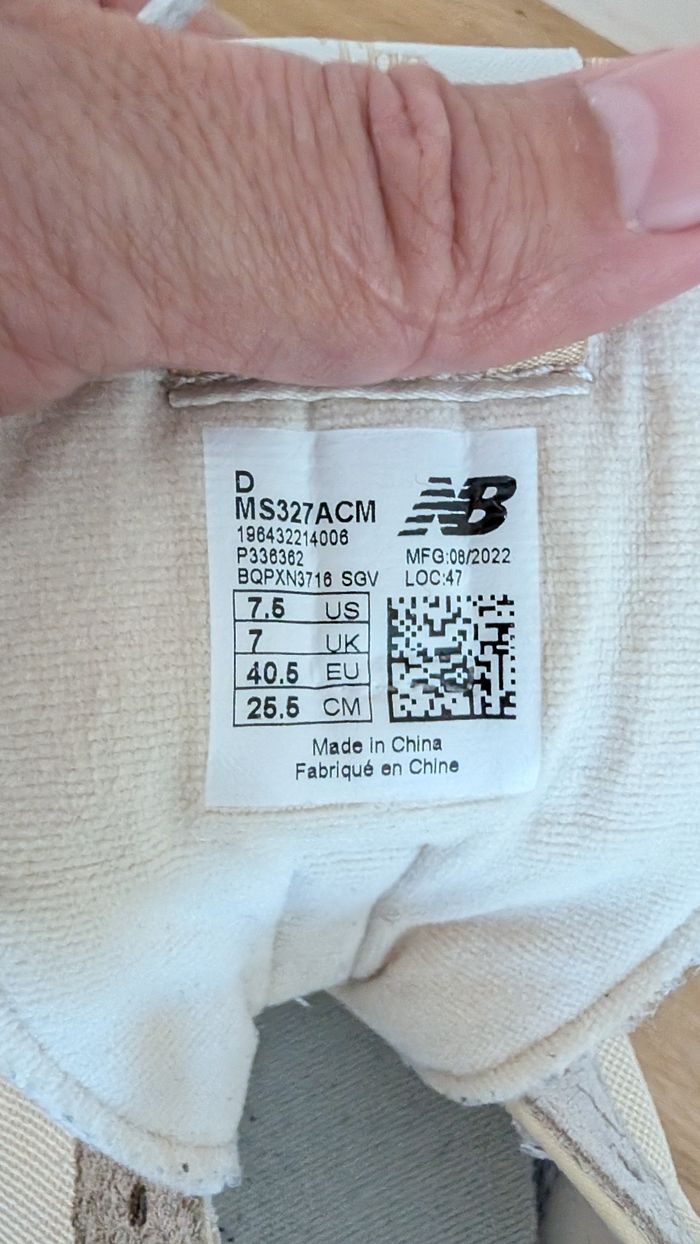 D
MS327ACM
NB
196432214006
P336362
MFG:08/2022
BQPXN3716 SGV
LOC:47
7.5 US
7 UK
40.5 EU
25.5 CM
Made in China
Fabriqué en Chine